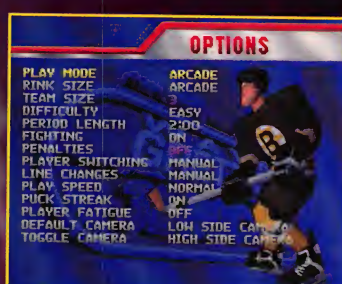 OPTIONS
PLAY MODE ARCADE
RINK SIZE ARCADE
TEAM SIZE 3
DIFFICULTY EASY
PERIOD LENGTH 2:00
FIGHTING ON
PENALTIES OFF
PLAYER SWITCHING MANUAL
LINE CHANGES MANUAL
PLAY SPEED NORMAL
PUCK STREAK ON
PLAYER FATIGUE OFF
DEFAULT CAMERA LOW SIDE CAMERA
TOGGLE CAMERA HIGH SIDE CAMERA
B